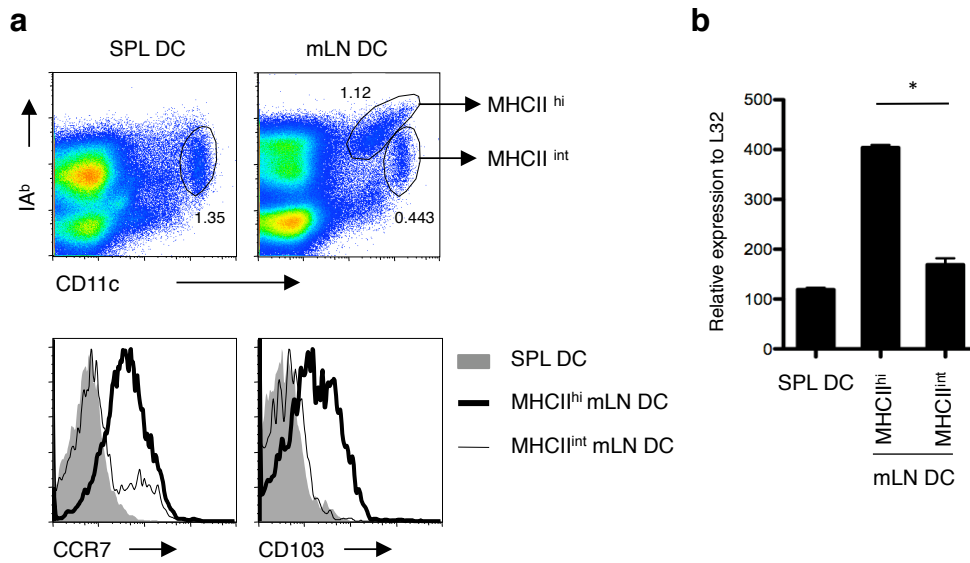 a
SPL DC
mLN DC
1.12
MHCII hi
MHCII int
IAb
1.35
0.443
CD11c
SPL DC
MHCIIhi mLN DC
MHCIIint mLN DC
CCR7
CD103
b
*
Relative expression to L32
500
400
300
200
100
0
SPL DC
MHCIIhi
MHCIIint
mLN DC